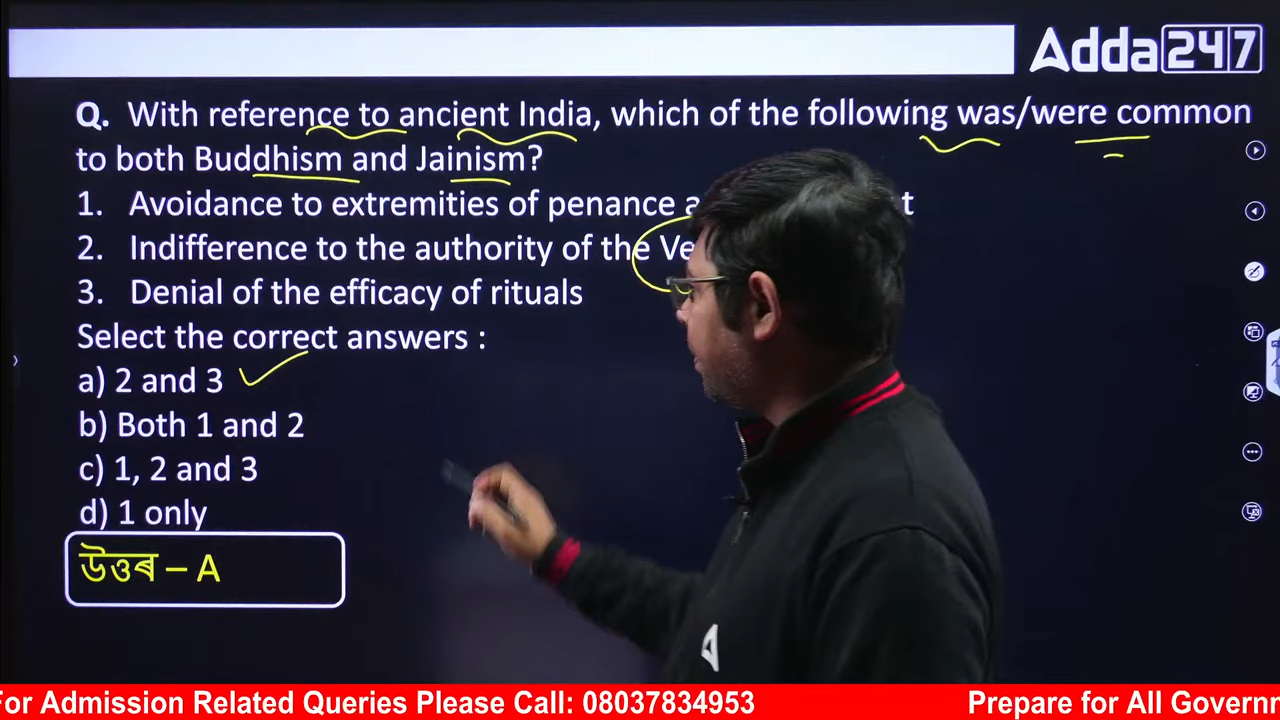 Adda247
Q. With reference to ancient India, which of the following was/were common
to both Buddhism and Jainism?
1. Avoidance to extremities of penance
2. Indifference to the authority of the
3. Denial of the efficacy of rituals
Select the correct answers :
a) 2 and 3
b) Both 1 and 2
c) 1, 2 and 3
d) 1 only
উত্তৰ – A
For Admission Related Queries Please Call: 08037834953 Prepare for All